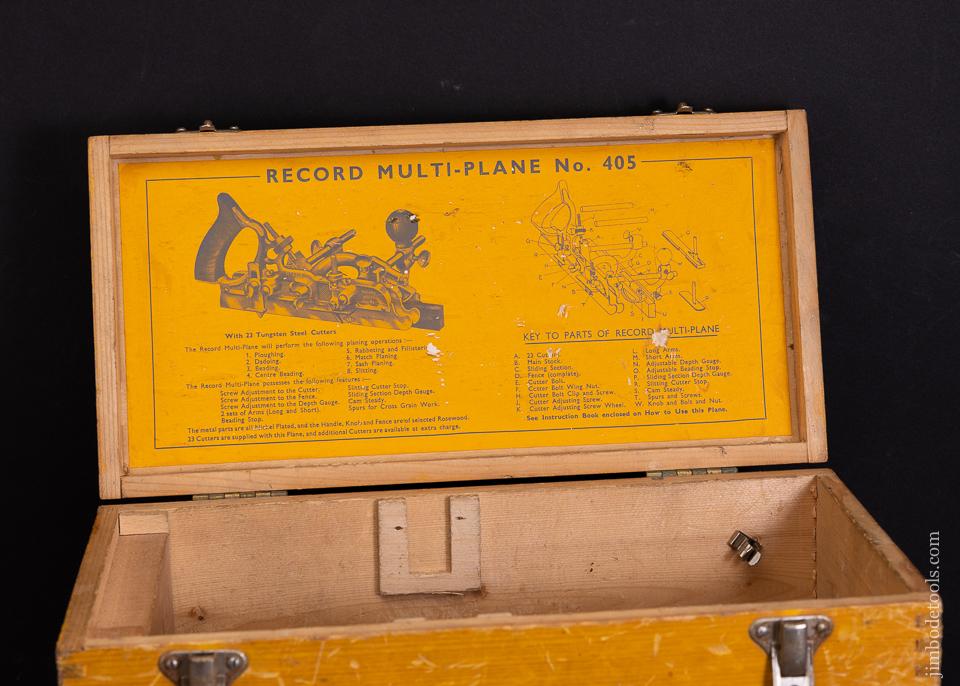 RECORD MULTI-PLANE No. 405
With 23 Tungsten Steel Cutters
The Record Multi-Plane will perform the following planing operations :—
1. Ploughing.
2. Dadoing.
3. Beading.
4. Centre Beading.
5. Rabbeting and Fillister
6. Match Planing.
7. Sash Planing.
8. Slitting.
The Record Multi-Plane possesses the following features :—
Screw Adjustment to the Cutter.
Screw Adjustment to the Fence.
Screw Adjustment to the Depth Gauge.
2 sets of Arms (Long and Short).
Beading Stop.
Slitting Cutter Stop.
Sliding Section Depth Gauge.
Cam Steady.
Spurs for Cross Grain Work.
The metal parts are all Nickel Plated, and the Handle, Knob and Fence are of selected Rosewood.
23 Cutters are supplied with this Plane, and additional Cutters are available at extra charge.
KEY TO PARTS OF RECORD MULTI-PLANE
A. 23 Cutters.
B. Main Stock.
C. Sliding Section.
D. Fence (complete).
E. Cutter Bolt.
F. Cutter Bolt Wing Nut.
H. Cutter Bolt Clip and Screw.
J. Cutter Adjusting Screw.
K. Cutter Adjusting Screw Wheel.
L. Long Arms.
M. Short Arms.
N. Adjustable Depth Gauge.
O. Adjustable Beading Stop.
P. Sliding Section Depth Gauge.
R. Slitting Cutter Stop.
S. Cam Steady.
T. Spurs and Screws.
W. Knob and Bolt and Nut.
See Instruction Book enclosed on How to Use this Plane.
jimbodetools.com